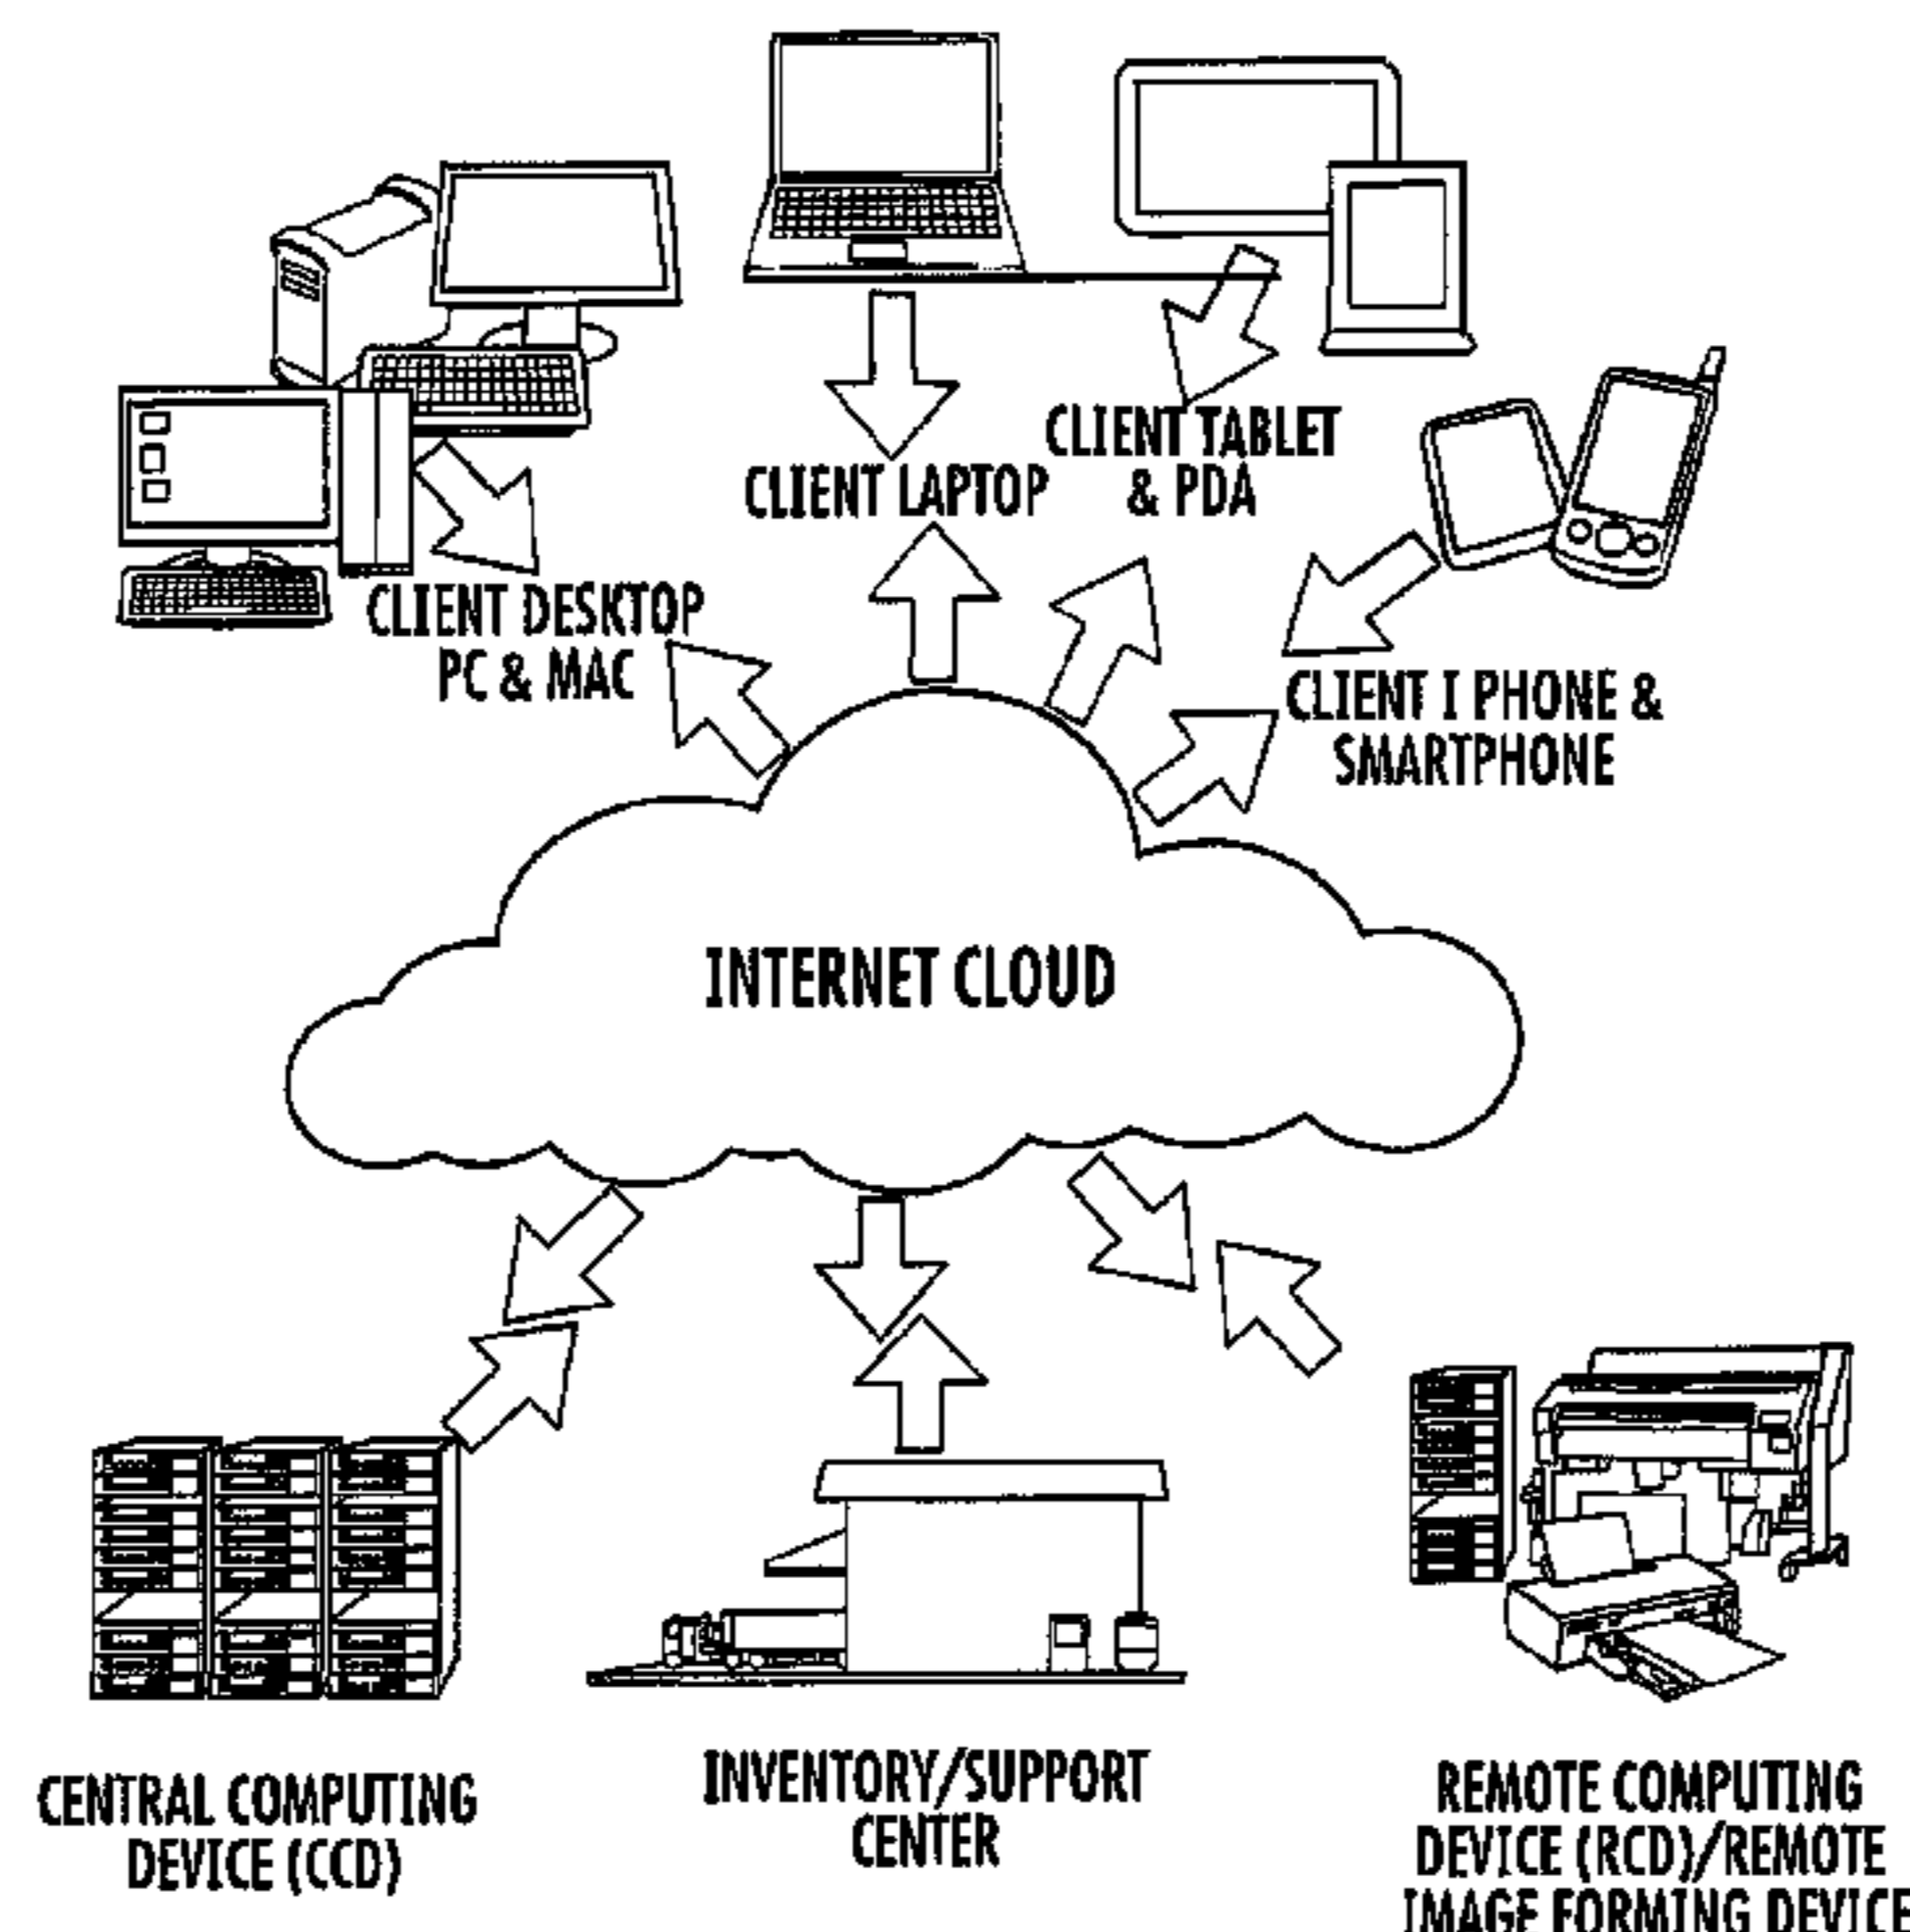 CLIENT TABLET
& PDA
CLIENT LAPTOP
CLIENT DESKTOP
PC & MAC
CLIENT I PHONE &
SMARTPHONE
INTERNET CLOUD
CENTRAL COMPUTING
DEVICE (CCD)
INVENTORY/SUPPORT
CENTER
REMOTE COMPUTING
DEVICE (RCD)/REMOTE
IMAGE FORMING DEVICE